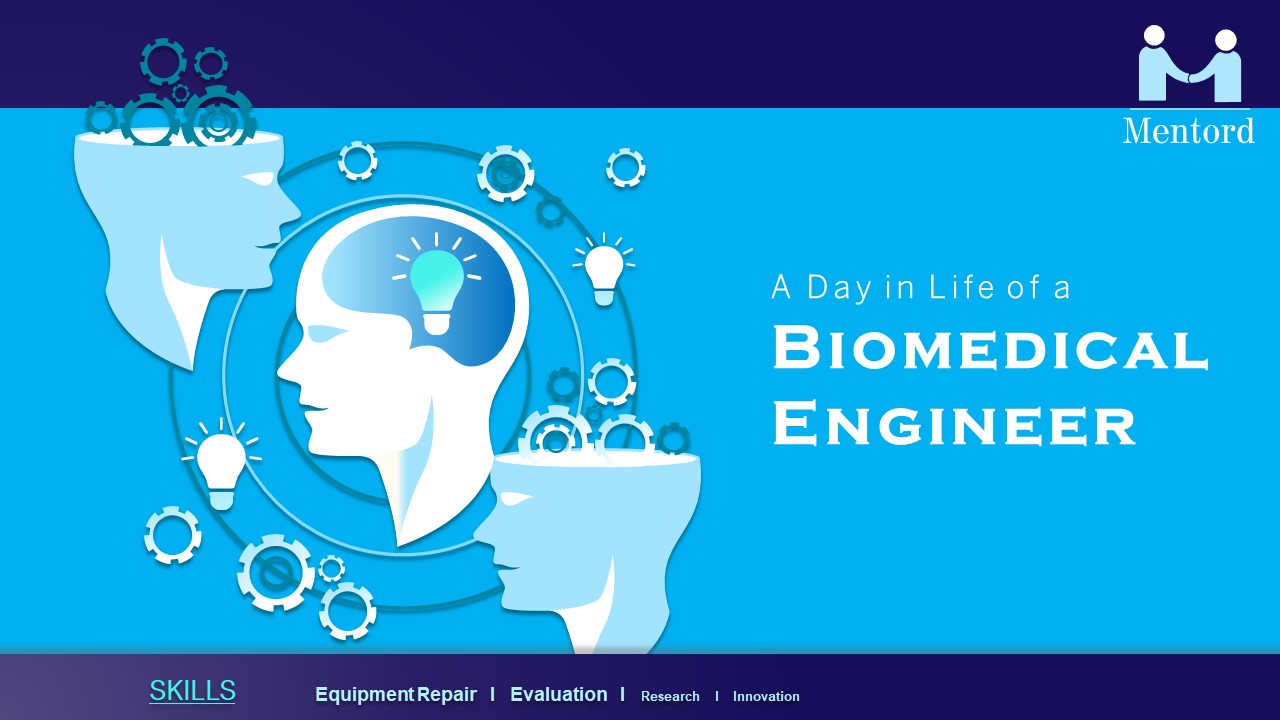 Mentord
A Day in Life of a
BIOMEDICAL
ENGINEER
SKILLS Equipment Repair I Evaluation I Research I Innovation